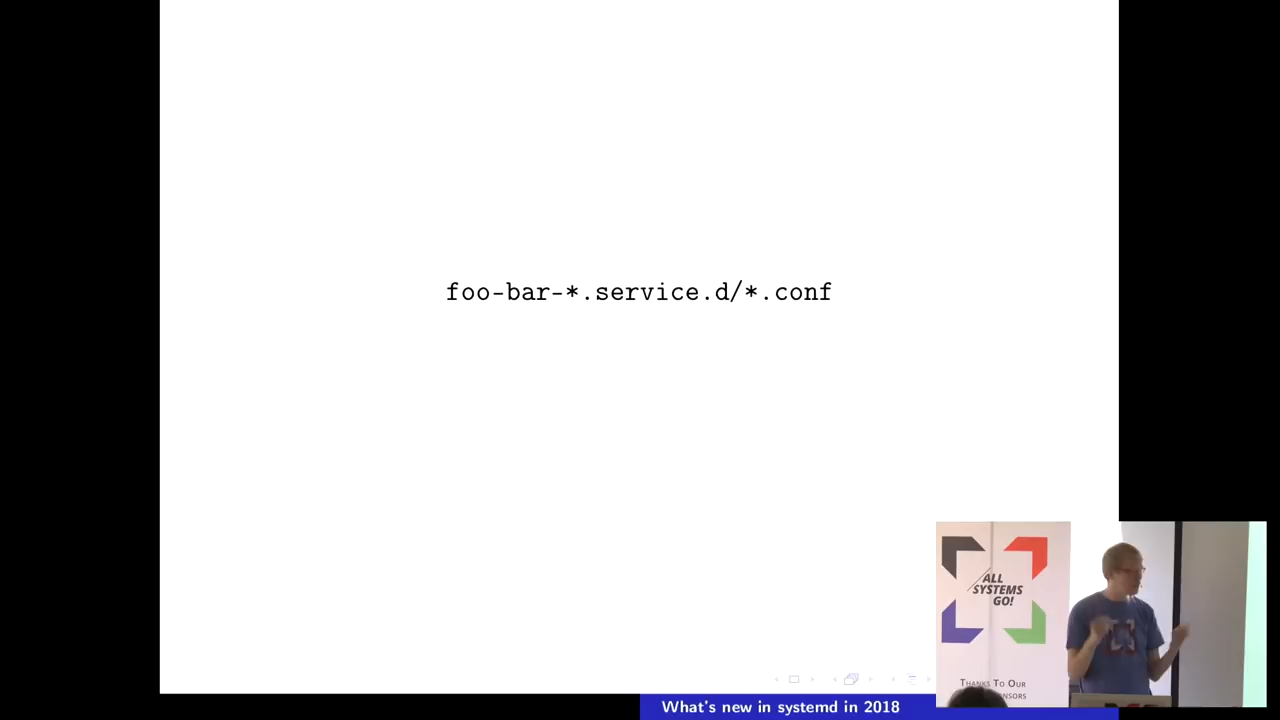 foo-bar-*.service.d/*.conf
ALL
SYSTEMS
GO!
THANKS TO OUR
What's new in systemd in 2018